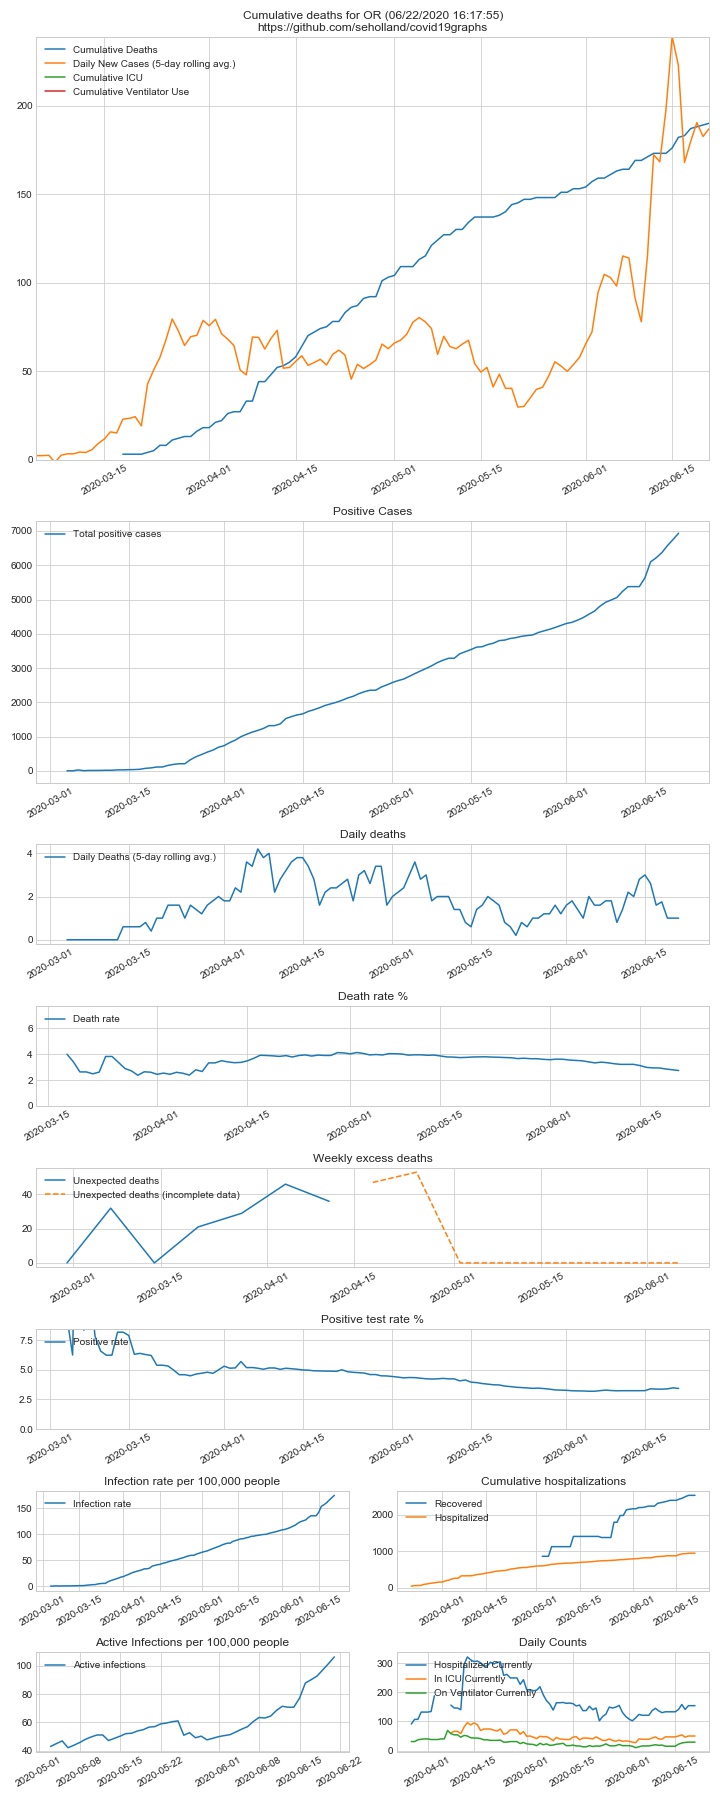 Cumulative deaths for OR (06/22/2020 16:17:55)
https://github.com/seholland/covid19graphs
Cumulative Deaths
Daily New Cases (5-day rolling avg.)
Cumulative ICU
Cumulative Ventilator Use
200
150
100
50
0
2020-03-15 2020-04-01 2020-04-15 2020-05-01 2020-05-15 2020-06-01 2020-06-15
Positive Cases
Total positive cases
7000
6000
5000
4000
3000
2000
1000
0
2020-03-01 2020-03-15 2020-04-01 2020-04-15 2020-05-01 2020-05-15 2020-06-01 2020-06-15
Daily deaths
Daily Deaths (5-day rolling avg.)
4
2
0
2020-03-01 2020-03-15 2020-04-01 2020-04-15 2020-05-01 2020-05-15 2020-06-01 2020-06-15
Death rate %
Death rate
6
4
2
0
2020-03-15 2020-04-01 2020-04-15 2020-05-01 2020-05-15 2020-06-01 2020-06-15
Weekly excess deaths
Unexpected deaths
Unexpected deaths (incomplete data)
40
20
0
2020-03-01 2020-03-15 2020-04-01 2020-04-15 2020-05-01 2020-05-15 2020-06-01
Positive test rate %
Positive rate
7.5
5.0
2.5
0.0
2020-03-01 2020-03-15 2020-04-01 2020-04-15 2020-05-01 2020-05-15 2020-06-01 2020-06-15
Infection rate per 100,000 people
Infection rate
150
100
50
0
2020-03-01 2020-03-15 2020-04-01 2020-04-15 2020-05-01 2020-05-15 2020-06-01 2020-06-15
Cumulative hospitalizations
Recovered
Hospitalized
2000
1000
0
2020-04-01 2020-04-15 2020-05-01 2020-05-15 2020-06-01 2020-06-15
Active Infections per 100,000 people
Active infections
100
80
60
40
2020-05-01 2020-05-08 2020-05-15 2020-05-22 2020-06-01 2020-06-08 2020-06-15 2020-06-22
Daily Counts
Hospitalized Currently
In ICU Currently
On Ventilator Currently
300
200
100
0
2020-04-01 2020-04-15 2020-05-01 2020-05-15 2020-06-01 2020-06-15